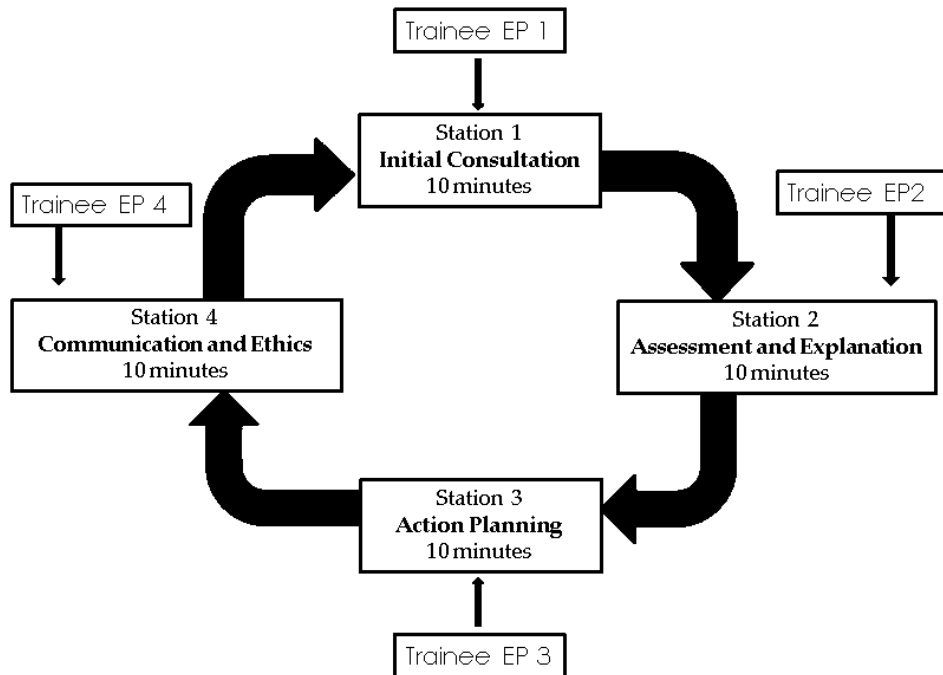 Trainee EP 1
Station 1
Initial Consultation
10 minutes
Trainee EP 4
Trainee EP2
Station 4
Communication and Ethics
10 minutes
Station 2
Assessment and Explanation
10 minutes
Station 3
Action Planning
10 minutes
Trainee EP 3